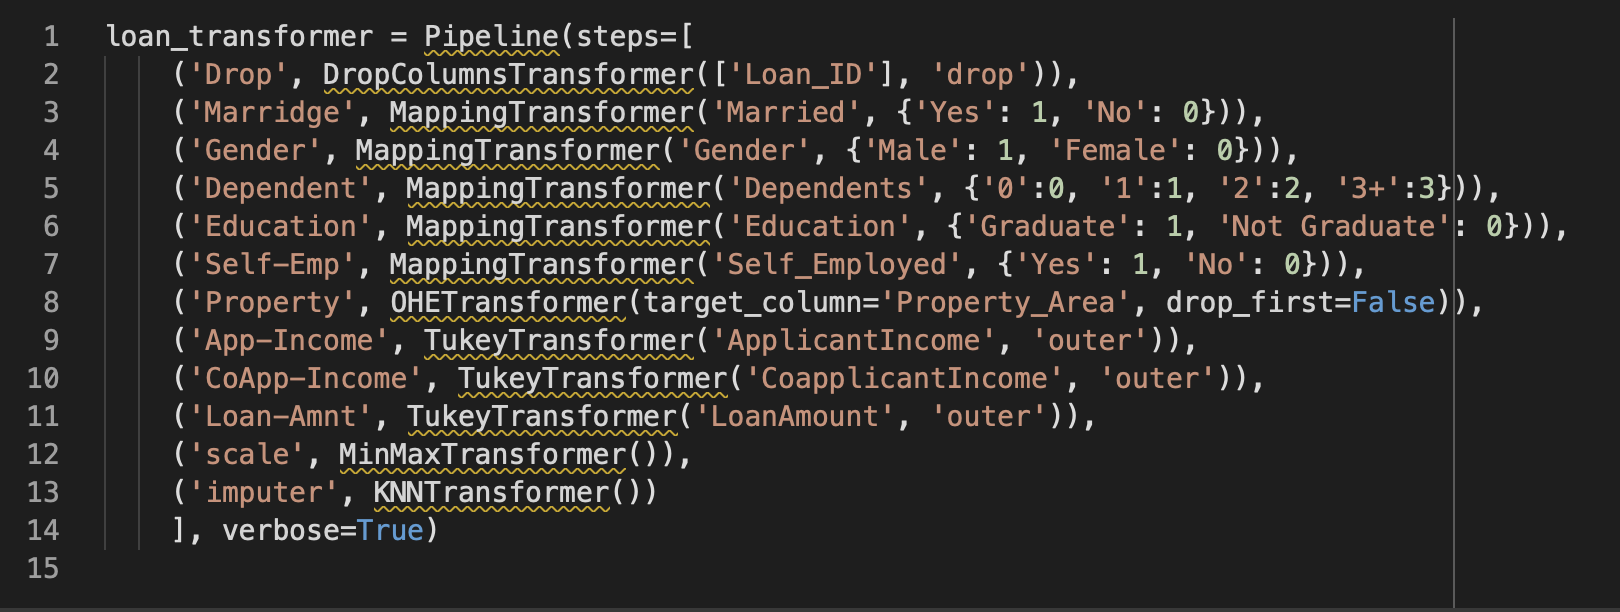 1 loan_transformer = Pipeline(steps=[
2 ('Drop', DropColumnsTransformer(['Loan_ID'], 'drop')),
3 ('Marridge', MappingTransformer('Married', {'Yes': 1, 'No': 0})),
4 ('Gender', MappingTransformer('Gender', {'Male': 1, 'Female': 0})),
5 ('Dependent', MappingTransformer('Dependents', {'0':0, '1':1, '2':2, '3+':3})),
6 ('Education', MappingTransformer('Education', {'Graduate': 1, 'Not Graduate': 0})),
7 ('Self-Emp', MappingTransformer('Self_Employed', {'Yes': 1, 'No': 0})),
8 ('Property', OHETransformer(target_column='Property_Area', drop_first=False)),
9 ('App-Income', TukeyTransformer('ApplicantIncome', 'outer')),
10 ('CoApp-Income', TukeyTransformer('CoapplicantIncome', 'outer')),
11 ('Loan-Amnt', TukeyTransformer('LoanAmount', 'outer')),
12 ('scale', MinMaxTransformer()),
13 ('imputer', KNNTransformer())
14 ], verbose=True)
15